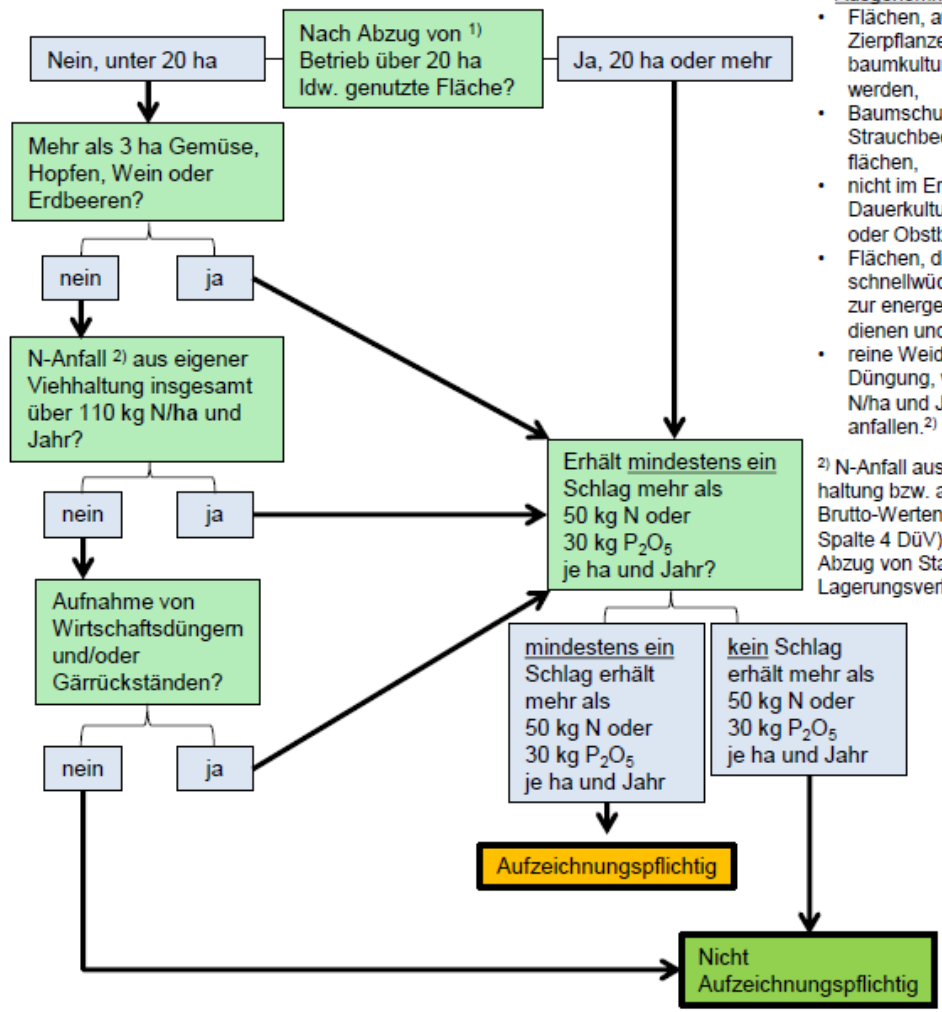 Nach Abzug von 1)
Betrieb über 20 ha
ldw. genutzte Fläche?
Nein, unter 20 ha
Ja, 20 ha oder mehr
Mehr als 3 ha Gemüse,
Hopfen, Wein oder
Erdbeeren?
nein
ja
N-Anfall 2) aus eigener
Viehhaltung insgesamt
über 110 kg N/ha und
Jahr?
nein
ja
Aufnahme von
Wirtschaftsdüngern
und/oder
Gärrückständen?
nein
ja
Erhält mindestens ein
Schlag mehr als
50 kg N oder
30 kg P₂O₅
je ha und Jahr?
mindestens ein
Schlag erhält
mehr als
50 kg N oder
30 kg P₂O₅
je ha und Jahr
kein Schlag
erhält mehr als
50 kg N oder
30 kg P₂O₅
je ha und Jahr
Aufzeichnungspflichtig
Nicht
Aufzeichnungspflichtig
• Flächen, a
Zierpflanze
baumkultu
werden,
• Baumschu
Strauchbee
flächen,
• nicht im Er
Dauerkultu
oder Obstb
• Flächen, d
schnellwüc
zur energe
dienen und
• reine Weid
Düngung, 
N/ha und J
anfallen.2)
2) N-Anfall aus
haltung bzw. a
Brutto-Werten
Spalte 4 DüV)
Abzug von Sta
Lagerungsverl